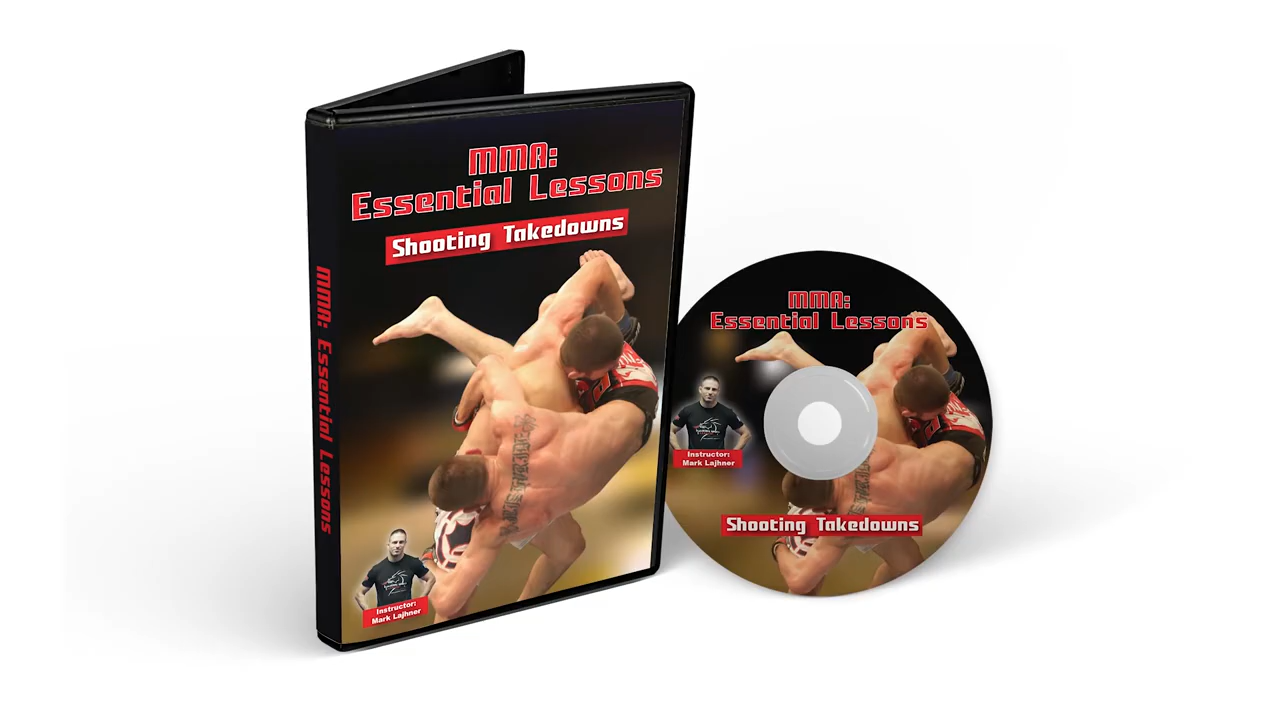 MMA:
Essential Lessons
Shooting Takedowns
MMA: Essential Lessons
Instructor:
Mark Lajhner
MMA:
Essential Lessons
Instructor:
Mark Lajhner
Shooting Takedowns